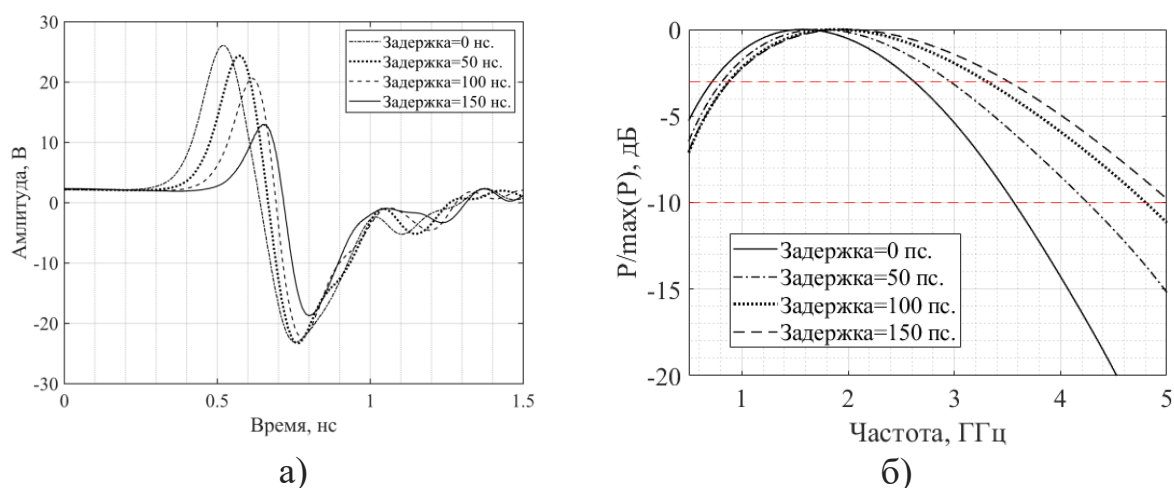 30
20
10
0
-10
-20
-30
Амлитуда, В
Задержка=0 нс.
Задержка=50 нс.
Задержка=100 нс.
Задержка=150 нс.
0
0.5
1
1.5
Время, нс
а)
0
-5
-10
-15
-20
P/max(P), дБ
Задержка=0 пс.
Задержка=50 пс.
Задержка=100 пс.
Задержка=150 пс.
1
2
3
4
5
Частота, ГГц
б)